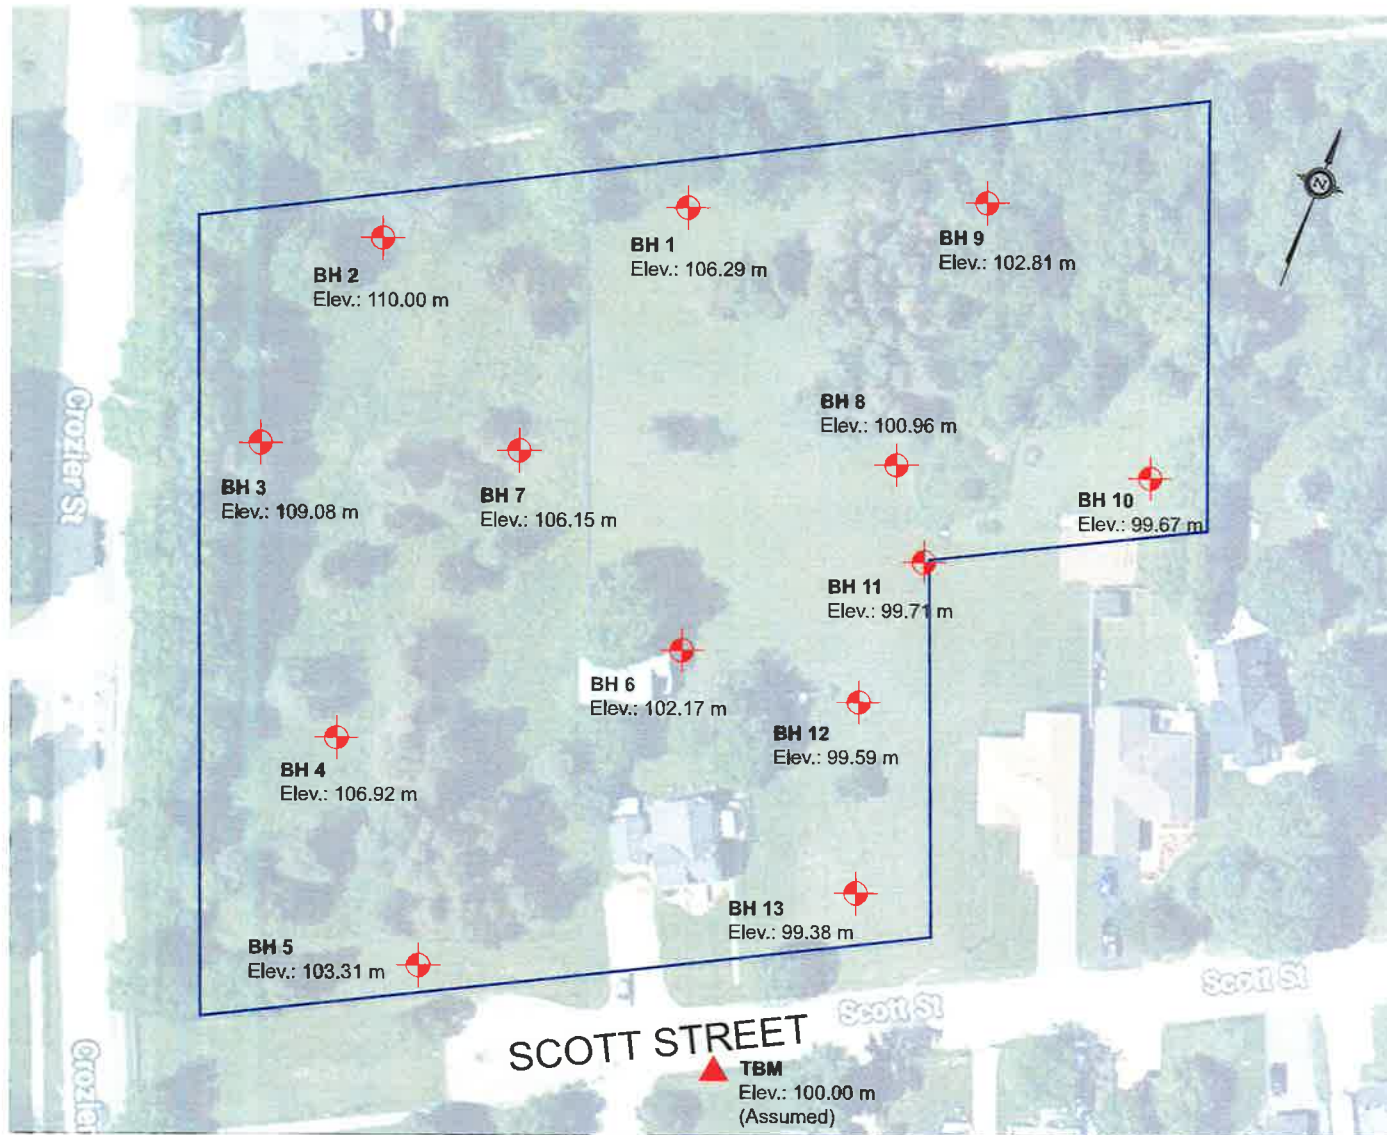 BH 1
Elev.: 106.29 m
BH 9
Elev.: 102.81 m
N
BH 2
Elev.: 110.00 m
BH 8
Elev.: 100.96 m
Crozier St
BH 3
Elev.: 109.08 m
BH 7
Elev.: 106.15 m
BH 10
Elev.: 99.67 m
BH 11
Elev.: 99.71 m
BH 6
Elev.: 102.17 m
BH 12
Elev.: 99.59 m
BH 4
Elev.: 106.92 m
BH 13
Elev.: 99.38 m
BH 5
Elev.: 103.31 m
Scott St
Scott St
SCOTT STREET
Crozier
TBM
Elev.: 100.00 m
(Assumed)